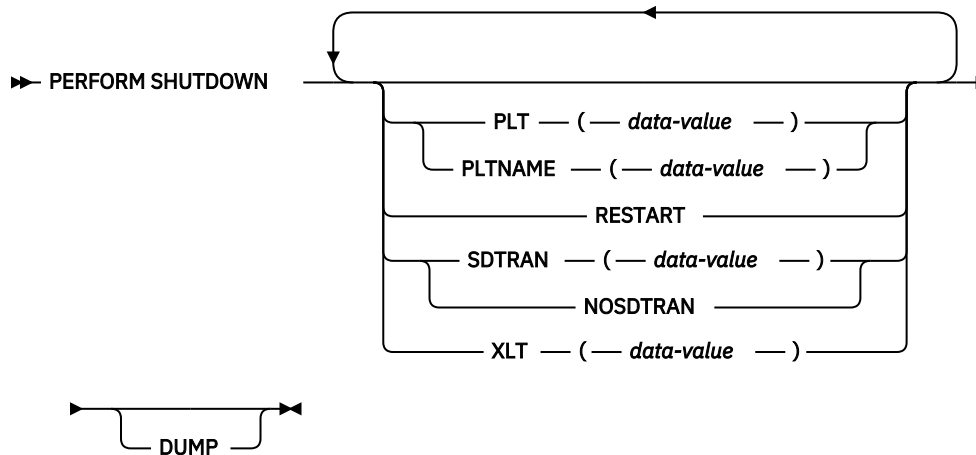 PERFORM SHUTDOWN
PLT ( data-value )
PLTNAME ( data-value )
RESTART
SDTRAN ( data-value )
NOSDTRAN
XLT ( data-value )
DUMP